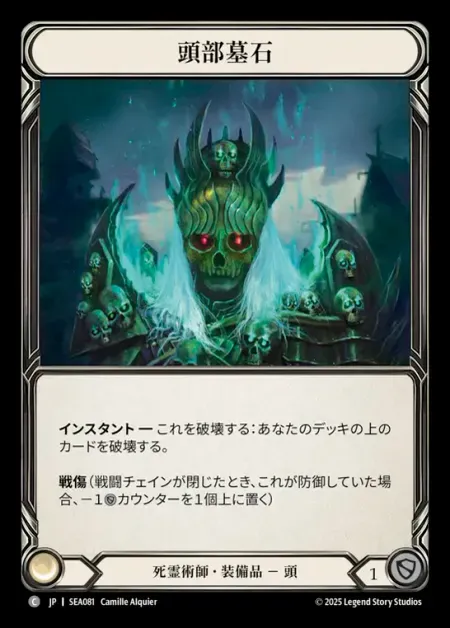 頭部墓石
インスタント ー これを破壊する：あなたのデッキの上の
カードを破壊する。
戦傷（戦闘チェインが閉じたとき、これが防御していた場
合、－1カウンターを1個上に置く）
死霊術師・装備品 － 頭
1
C JP | SEA081 Camille Alquier
© 2025 Legend Story Studios